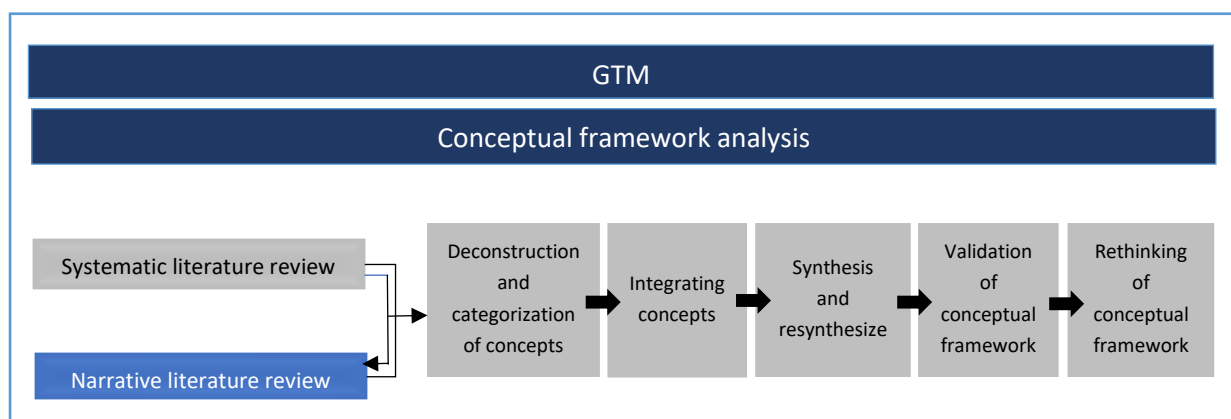 GTM
Conceptual framework analysis
Systematic literature review
Narrative literature review
Deconstruction
and
categorization
of concepts
Integrating
concepts
Synthesis
and
resynthesize
Validation
of
conceptual
framework
Rethinking
of
conceptual
framework